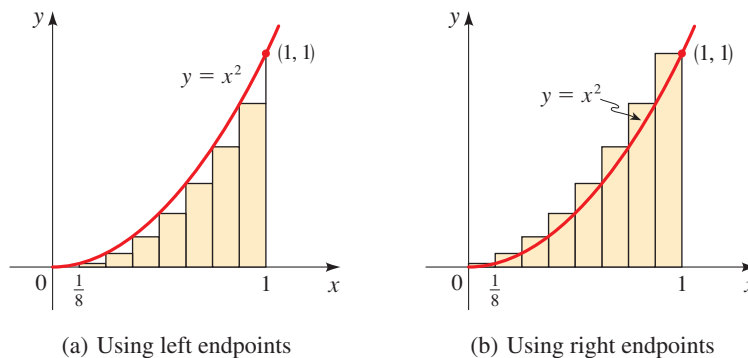 y
(1, 1)
y = x²
0
1/8
1
x
(a) Using left endpoints
y
(1, 1)
y = x²
0
1/8
1
x
(b) Using right endpoints